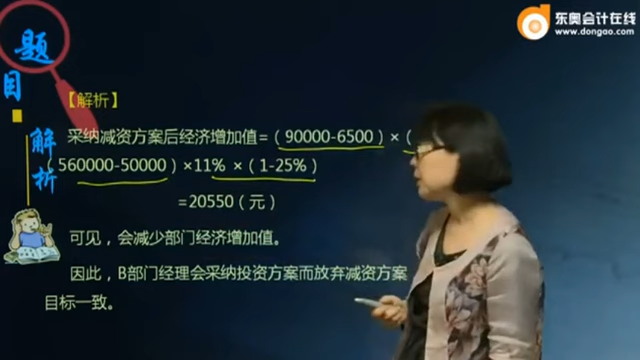 东奥会计在线
www.dongao.com
题目解析
【解析】
采纳减资方案后经济增加值=（90000-6500）×（
（560000-50000）×11% ×(1-25%）
=20550（元）
可见，会减少部门经济增加值。
因此，B部门经理会采纳投资方案而放弃减资方案
目标一致。